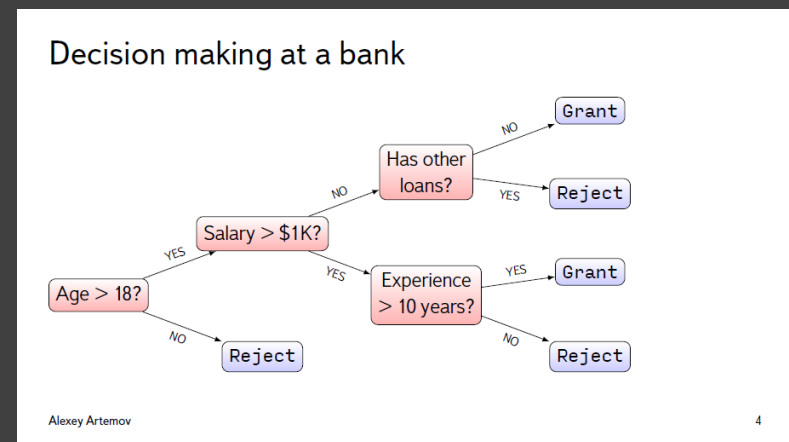 Decision making at a bank
Grant
NO
Has other
loans?
YES
Reject
NO
Salary > $1K?
YES
YES
Experience
> 10 years?
YES
Grant
NO
Reject
Age > 18?
NO
Reject
Alexey Artemov
4